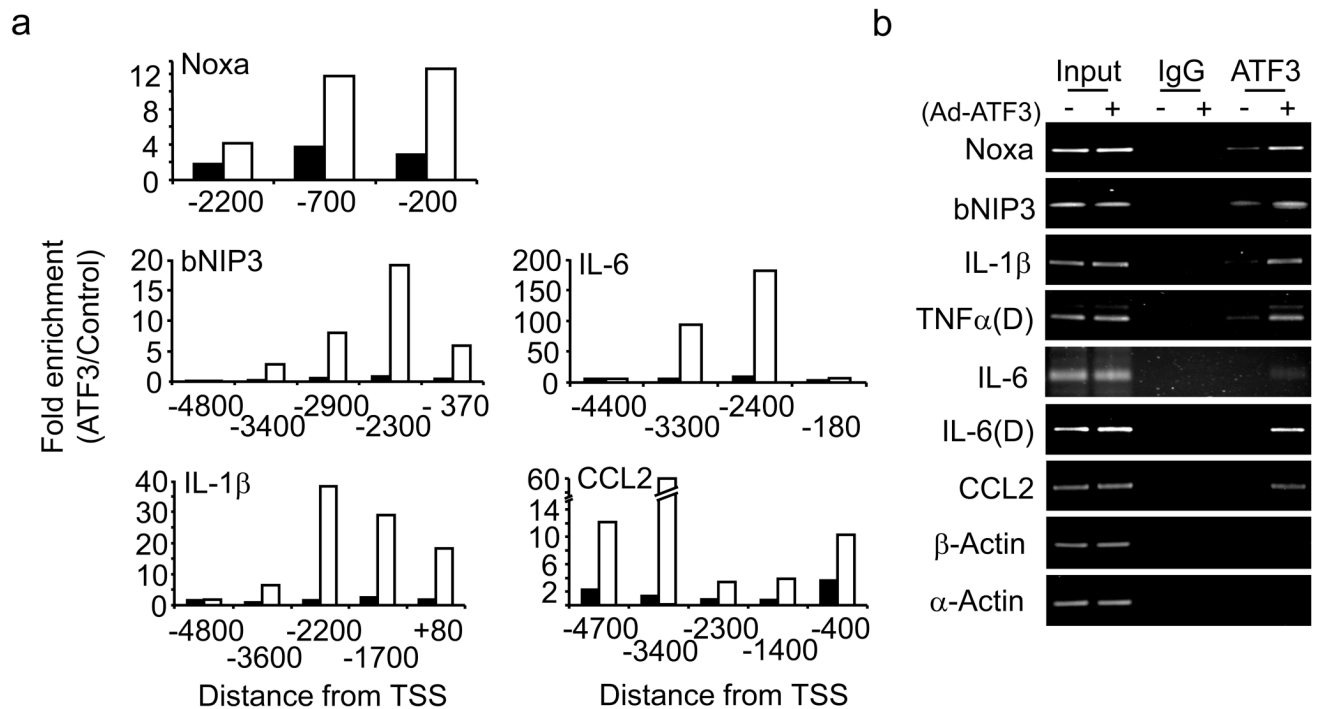 a
b
Fold enrichment
(ATF3/Control)
Noxa
12
8
4
0
-2200 -700 -200
bNIP3
20
15
10
5
0
-4800 -2900 - 370
-3400 -2300
IL-6
200
150
100
50
0
-4400 -2400
-3300 -180
IL-1β
40
30
20
10
0
-4800 -2200 +80
-3600 -1700
CCL2
60
14
10
6
2
-4700 -2300 -400
-3400 -1400
Distance from TSS
Distance from TSS
Input IgG ATF3
(Ad-ATF3) - + - + - +
Noxa
bNIP3
IL-1β
TNFα(D)
IL-6
IL-6(D)
CCL2
β-Actin
α-Actin